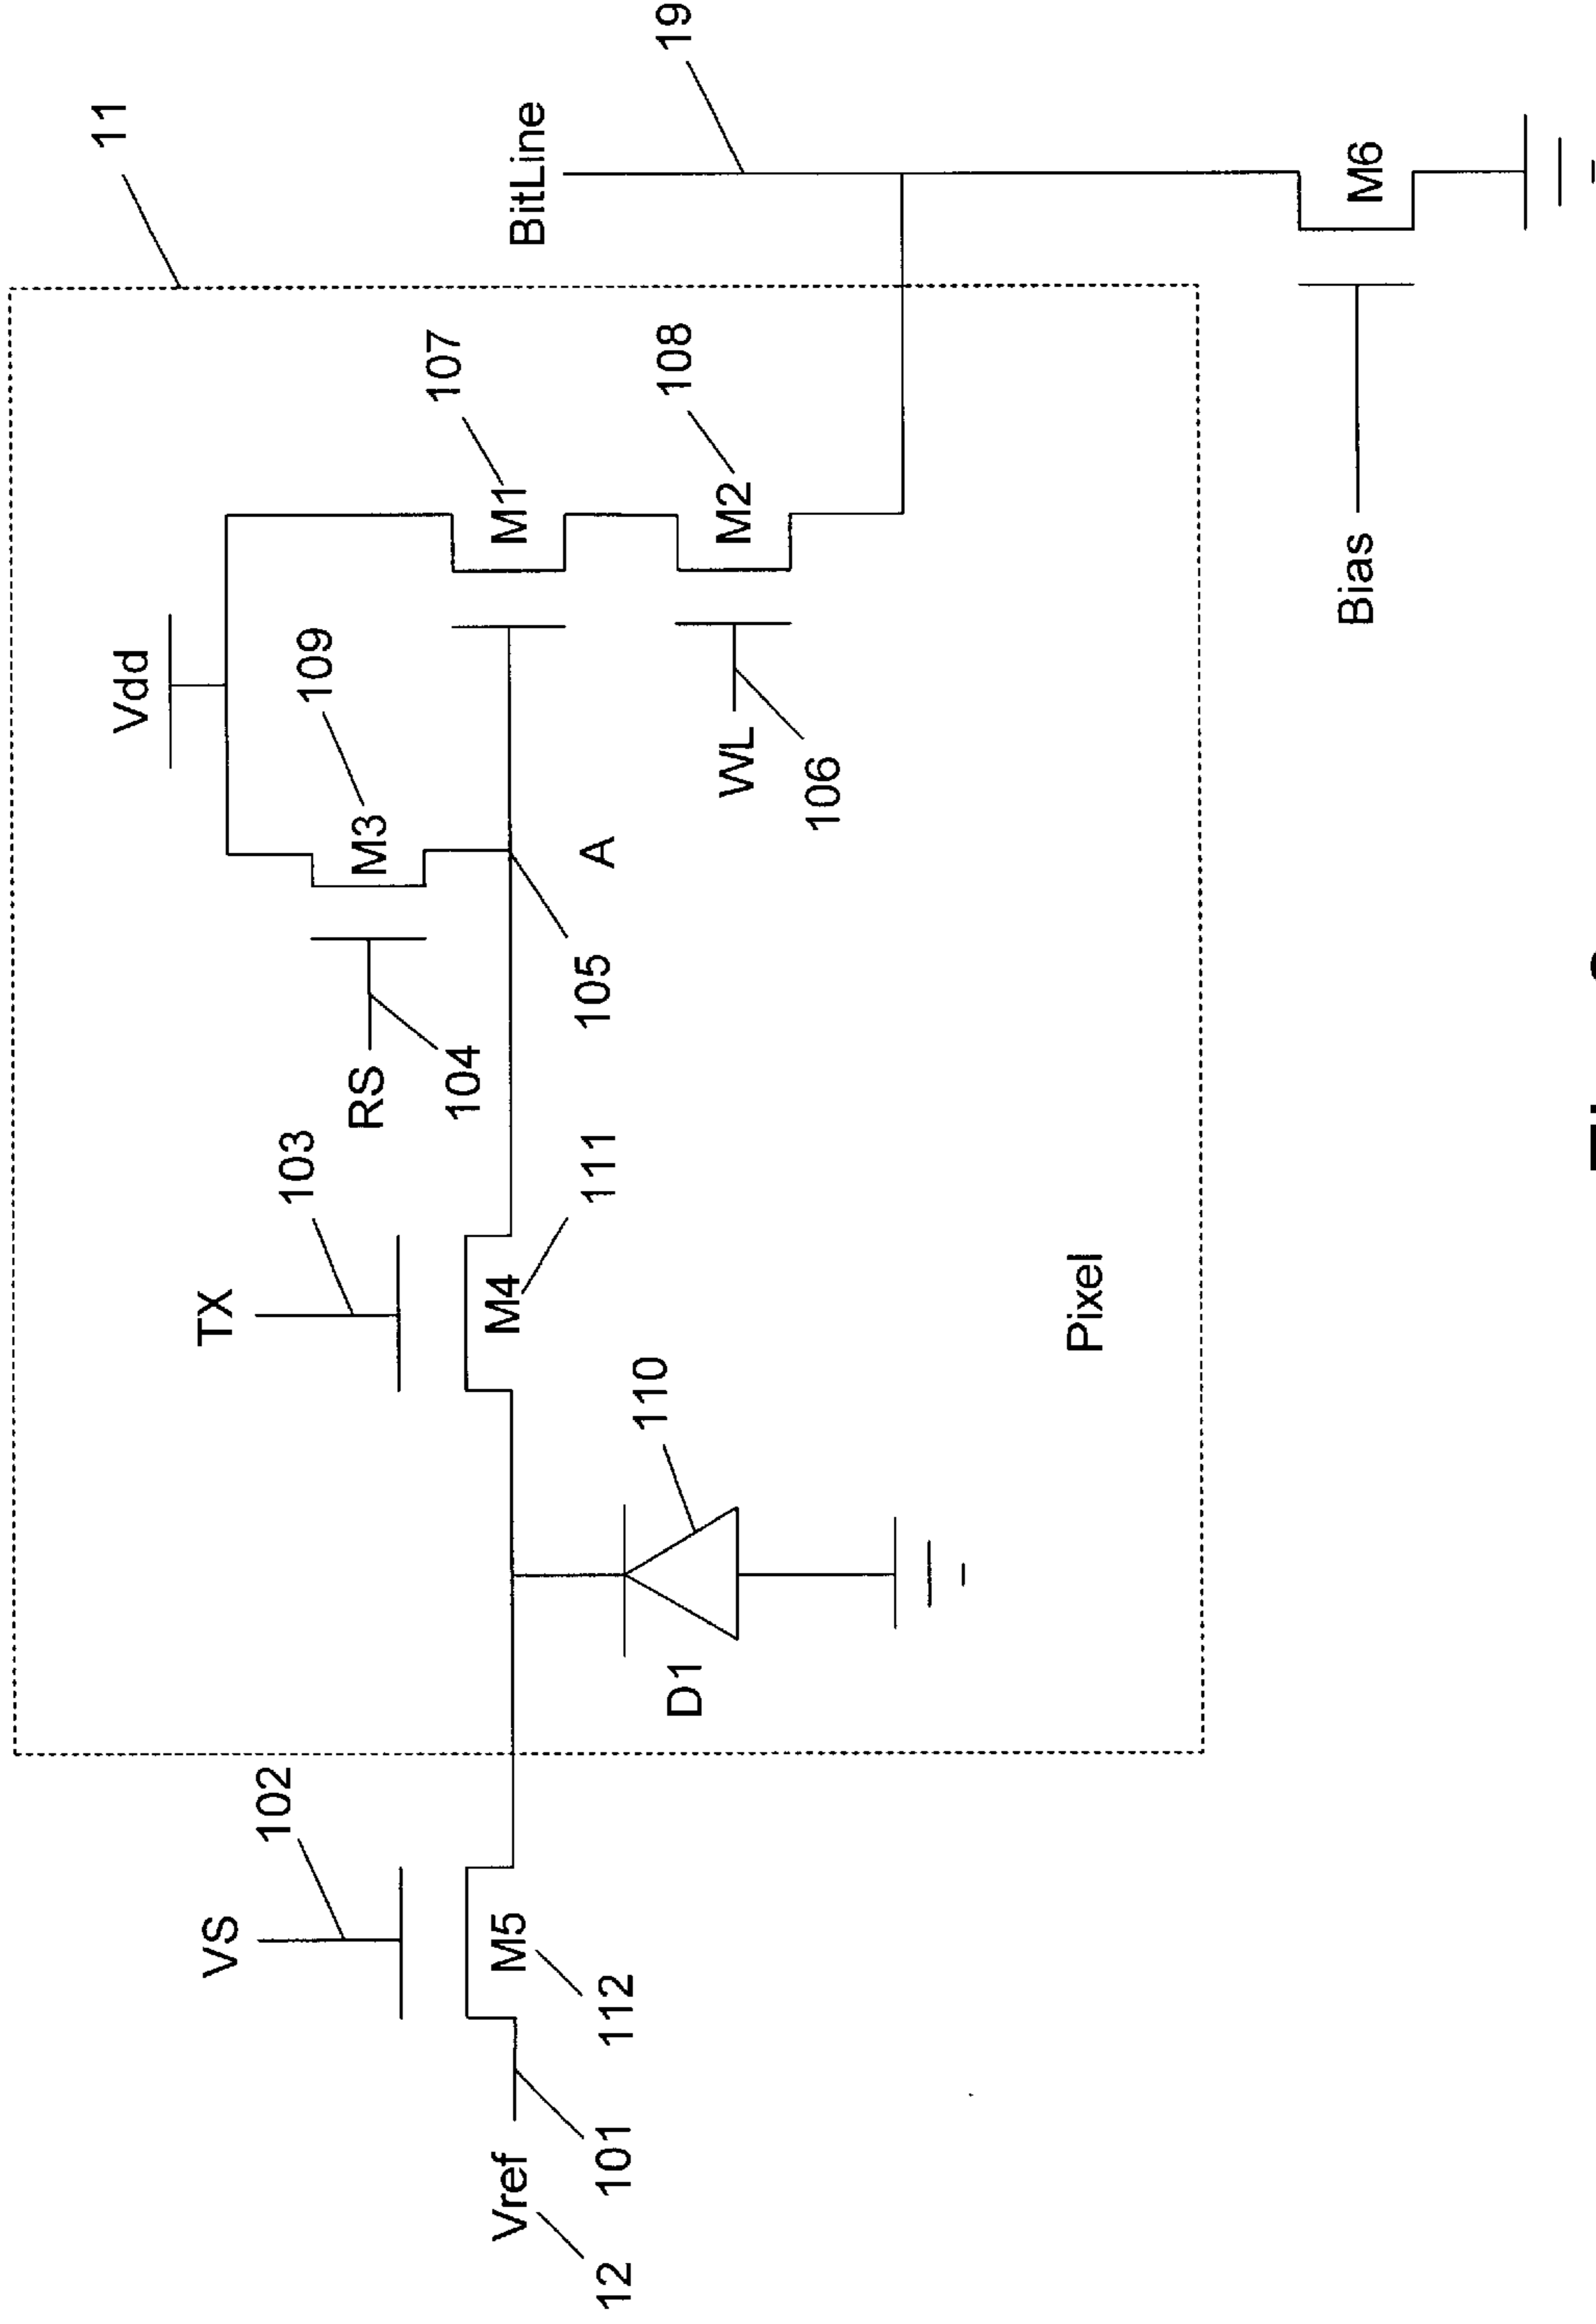 11
Vdd
VS
102
TX
103
109
RS
M3
104
107
M1
BitLine
19
Vref
12
101
M5
112
M4
111
105
A
D1
110
WL
106
M2
108
Pixel
Bias
M6